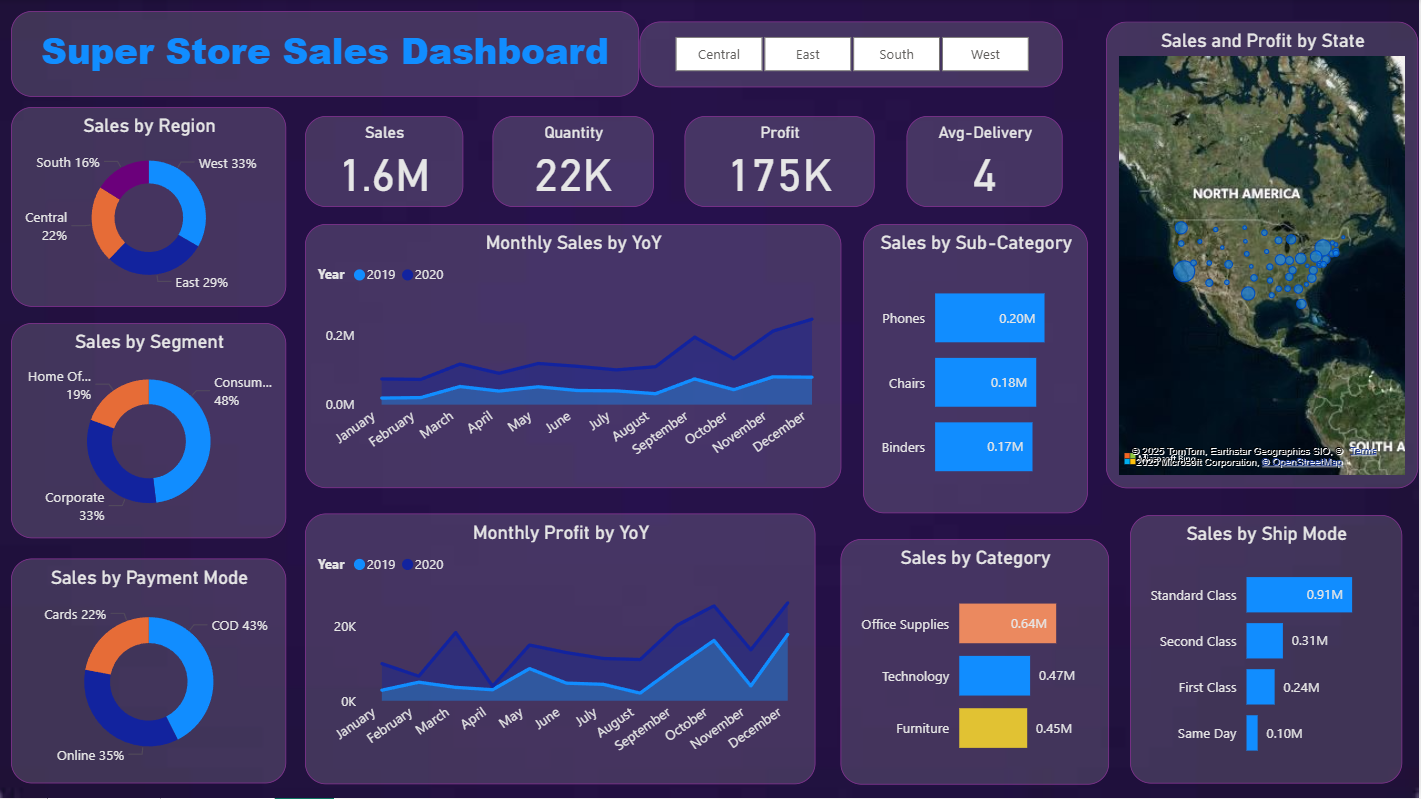 Super Store Sales Dashboard
Central
East
South
West
Sales and Profit by State
NORTH AMERICA
SOUTH A
© 2025 TomTom, Earthstar Geographics SIO, © Terms
2025 Microsoft Corporation, © OpenStreetMap
Sales by Region
South 16%
West 33%
Central
22%
East 29%
Sales
1.6M
Quantity
22K
Profit
175K
Avg-Delivery
4
Monthly Sales by YoY
Year 2019 2020
0.2M
0.0M
January
February
March
April
May
June
July
August
September
October
November
December
Sales by Sub-Category
Phones 0.20M
Chairs 0.18M
Binders 0.17M
Sales by Segment
Home Of...
19%
Consum...
48%
Corporate
33%
Monthly Profit by YoY
Year 2019 2020
20K
0K
January
February
March
April
May
June
July
August
September
October
November
December
Sales by Category
Office Supplies 0.64M
Technology 0.47M
Furniture 0.45M
Sales by Ship Mode
Standard Class 0.91M
Second Class 0.31M
First Class 0.24M
Same Day 0.10M
Sales by Payment Mode
Cards 22%
COD 43%
Online 35%